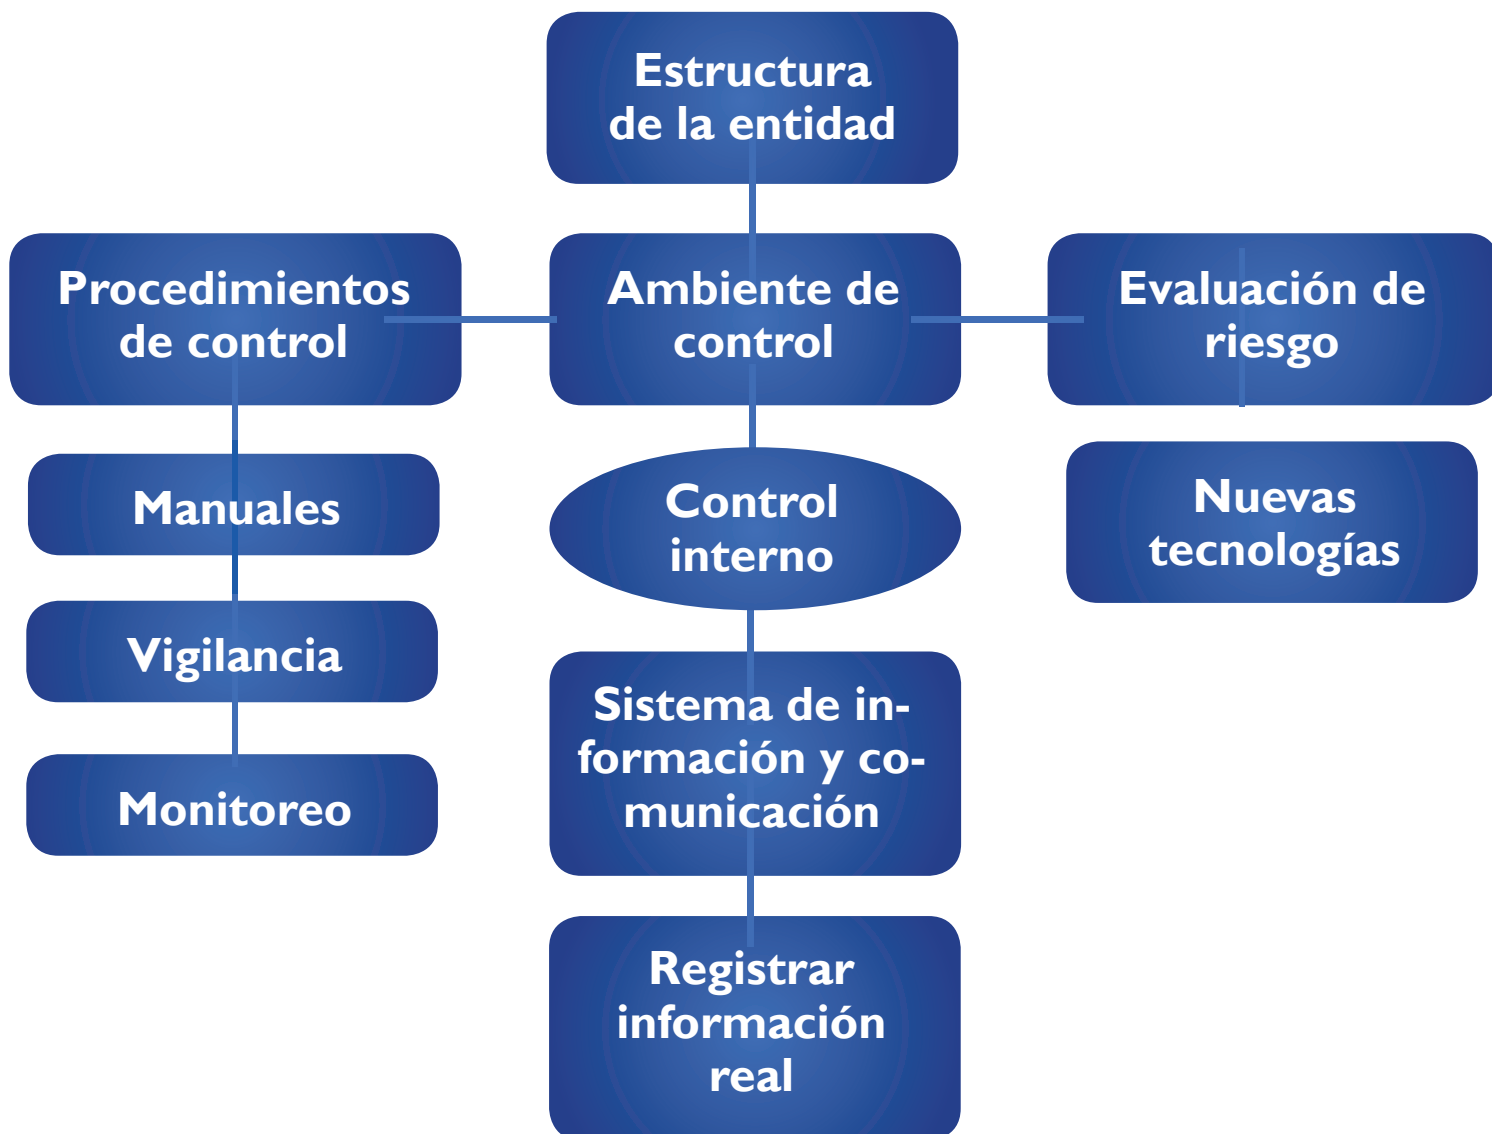 Estructura
de la entidad
Procedimientos
de control
Ambiente de
control
Evaluación de
riesgo
Manuales
Control
interno
Nuevas
tecnologías
Vigilancia
Sistema de in-
formación y co-
municación
Monitoreo
Registrar
información
real